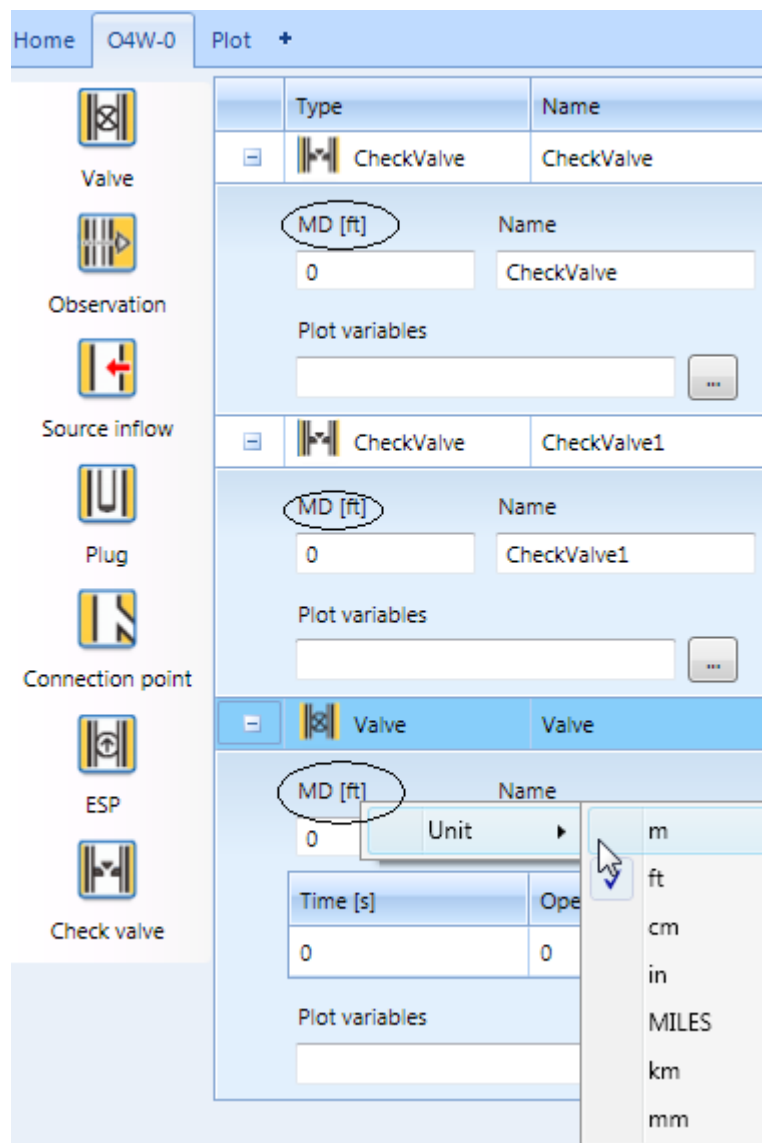 Home O4W-0 Plot +
Valve
Observation
Source inflow
Plug
Connection point
ESP
Check valve
Type Name
CheckValve CheckValve
MD [ft] Name
0 CheckValve
Plot variables
...
CheckValve CheckValve1
MD [ft] Name
0 CheckValve1
Plot variables
...
Valve Valve
MD [ft] Name
0
Unit
m
ft
cm
in
MILES
km
mm
Time [s] Ope
0 0
Plot variables